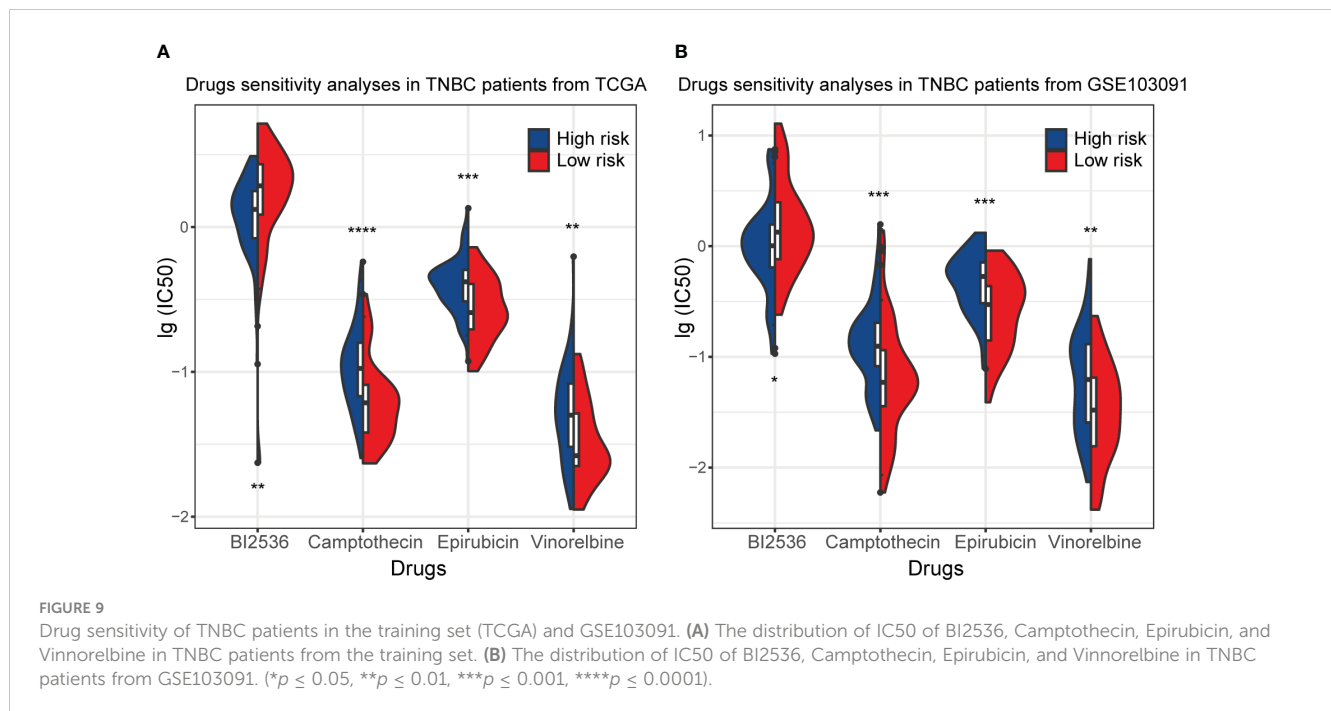 A
Drugs sensitivity analyses in TNBC patients from TCGA
High risk
Low risk
***
****
**
**
0
−1
−2
lg (IC50)
BI2536 Camptothecin Epirubicin Vinorelbine
Drugs
B
Drugs sensitivity analyses in TNBC patients from GSE103091
High risk
Low risk
***
***
**
*
1
0
−1
−2
lg (IC50)
BI2536 Camptothecin Epirubicin Vinorelbine
Drugs
FIGURE 9
Drug sensitivity of TNBC patients in the training set (TCGA) and GSE103091. (A) The distribution of IC50 of BI2536, Camptothecin, Epirubicin, and
Vinnorelbine in TNBC patients from the training set. (B) The distribution of IC50 of BI2536, Camptothecin, Epirubicin, and Vinnorelbine in TNBC
patients from GSE103091. (*p ≤ 0.05, **p ≤ 0.01, ***p ≤ 0.001, ****p ≤ 0.0001).